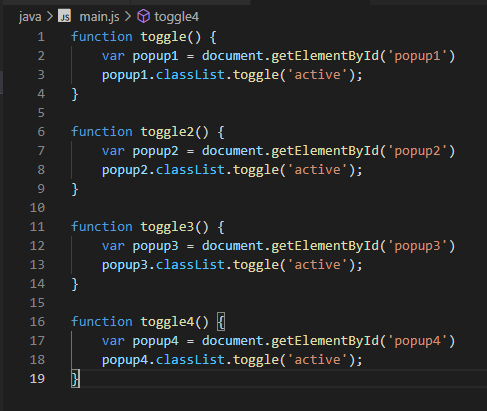 java > JS main.js > toggle4
1 function toggle() {
2     var popup1 = document.getElementById('popup1')
3     popup1.classList.toggle('active');
4 }
5
6 function toggle2() {
7     var popup2 = document.getElementById('popup2')
8     popup2.classList.toggle('active');
9 }
10
11 function toggle3() {
12     var popup3 = document.getElementById('popup3')
13     popup3.classList.toggle('active');
14 }
15
16 function toggle4() {
17     var popup4 = document.getElementById('popup4')
18     popup4.classList.toggle('active');
19 }